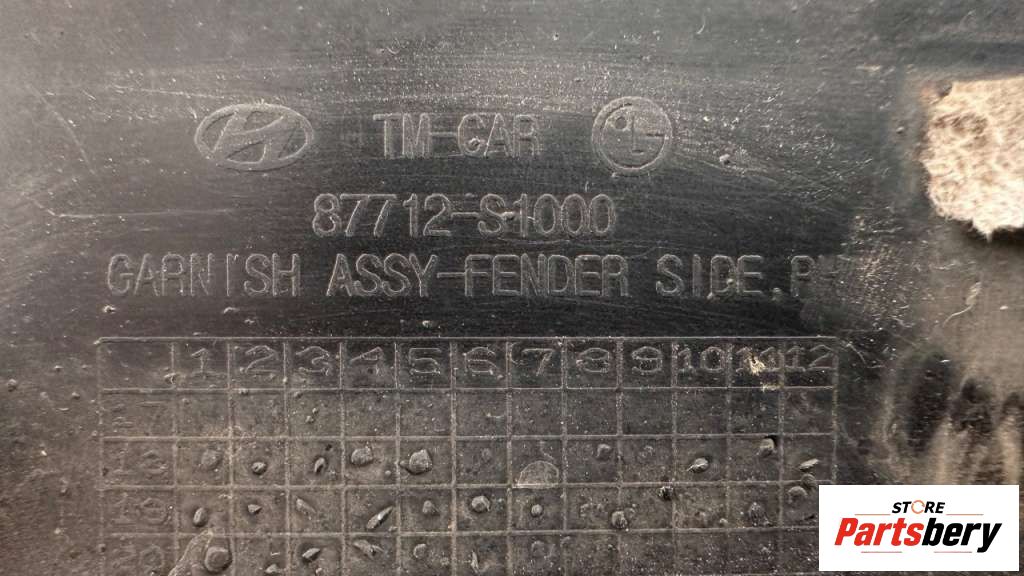 TM-CAR
87712-S1000
GARNISH ASSY-FENDER SIDE,RH
1 2 3 4 5 6 7 8 9 10 11 12
STORE
Partsbery